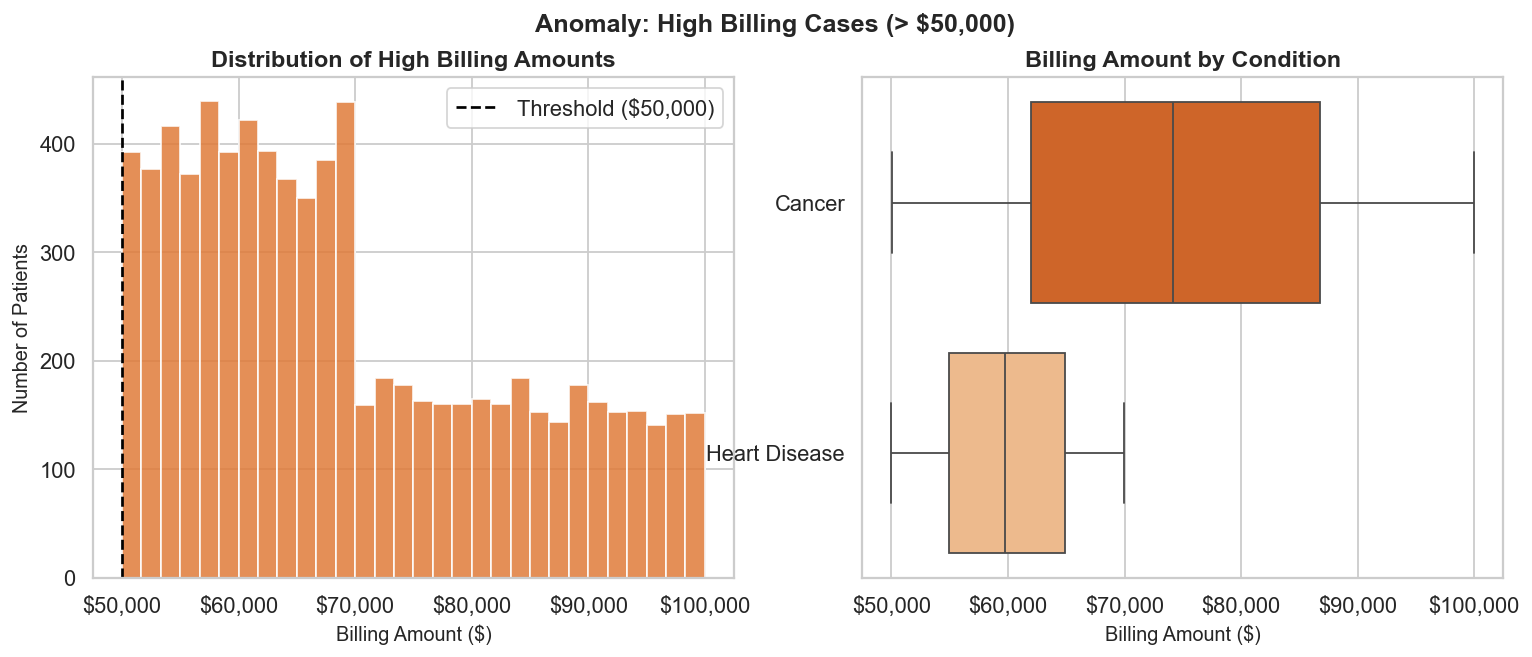 Anomaly: High Billing Cases (> $50,000)
Distribution of High Billing Amounts
Threshold ($50,000)
Number of Patients
400
300
200
100
0
$50,000 $60,000 $70,000 $80,000 $90,000 $100,000
Billing Amount ($)
Billing Amount by Condition
Cancer
Heart Disease
$50,000 $60,000 $70,000 $80,000 $90,000 $100,000
Billing Amount ($)